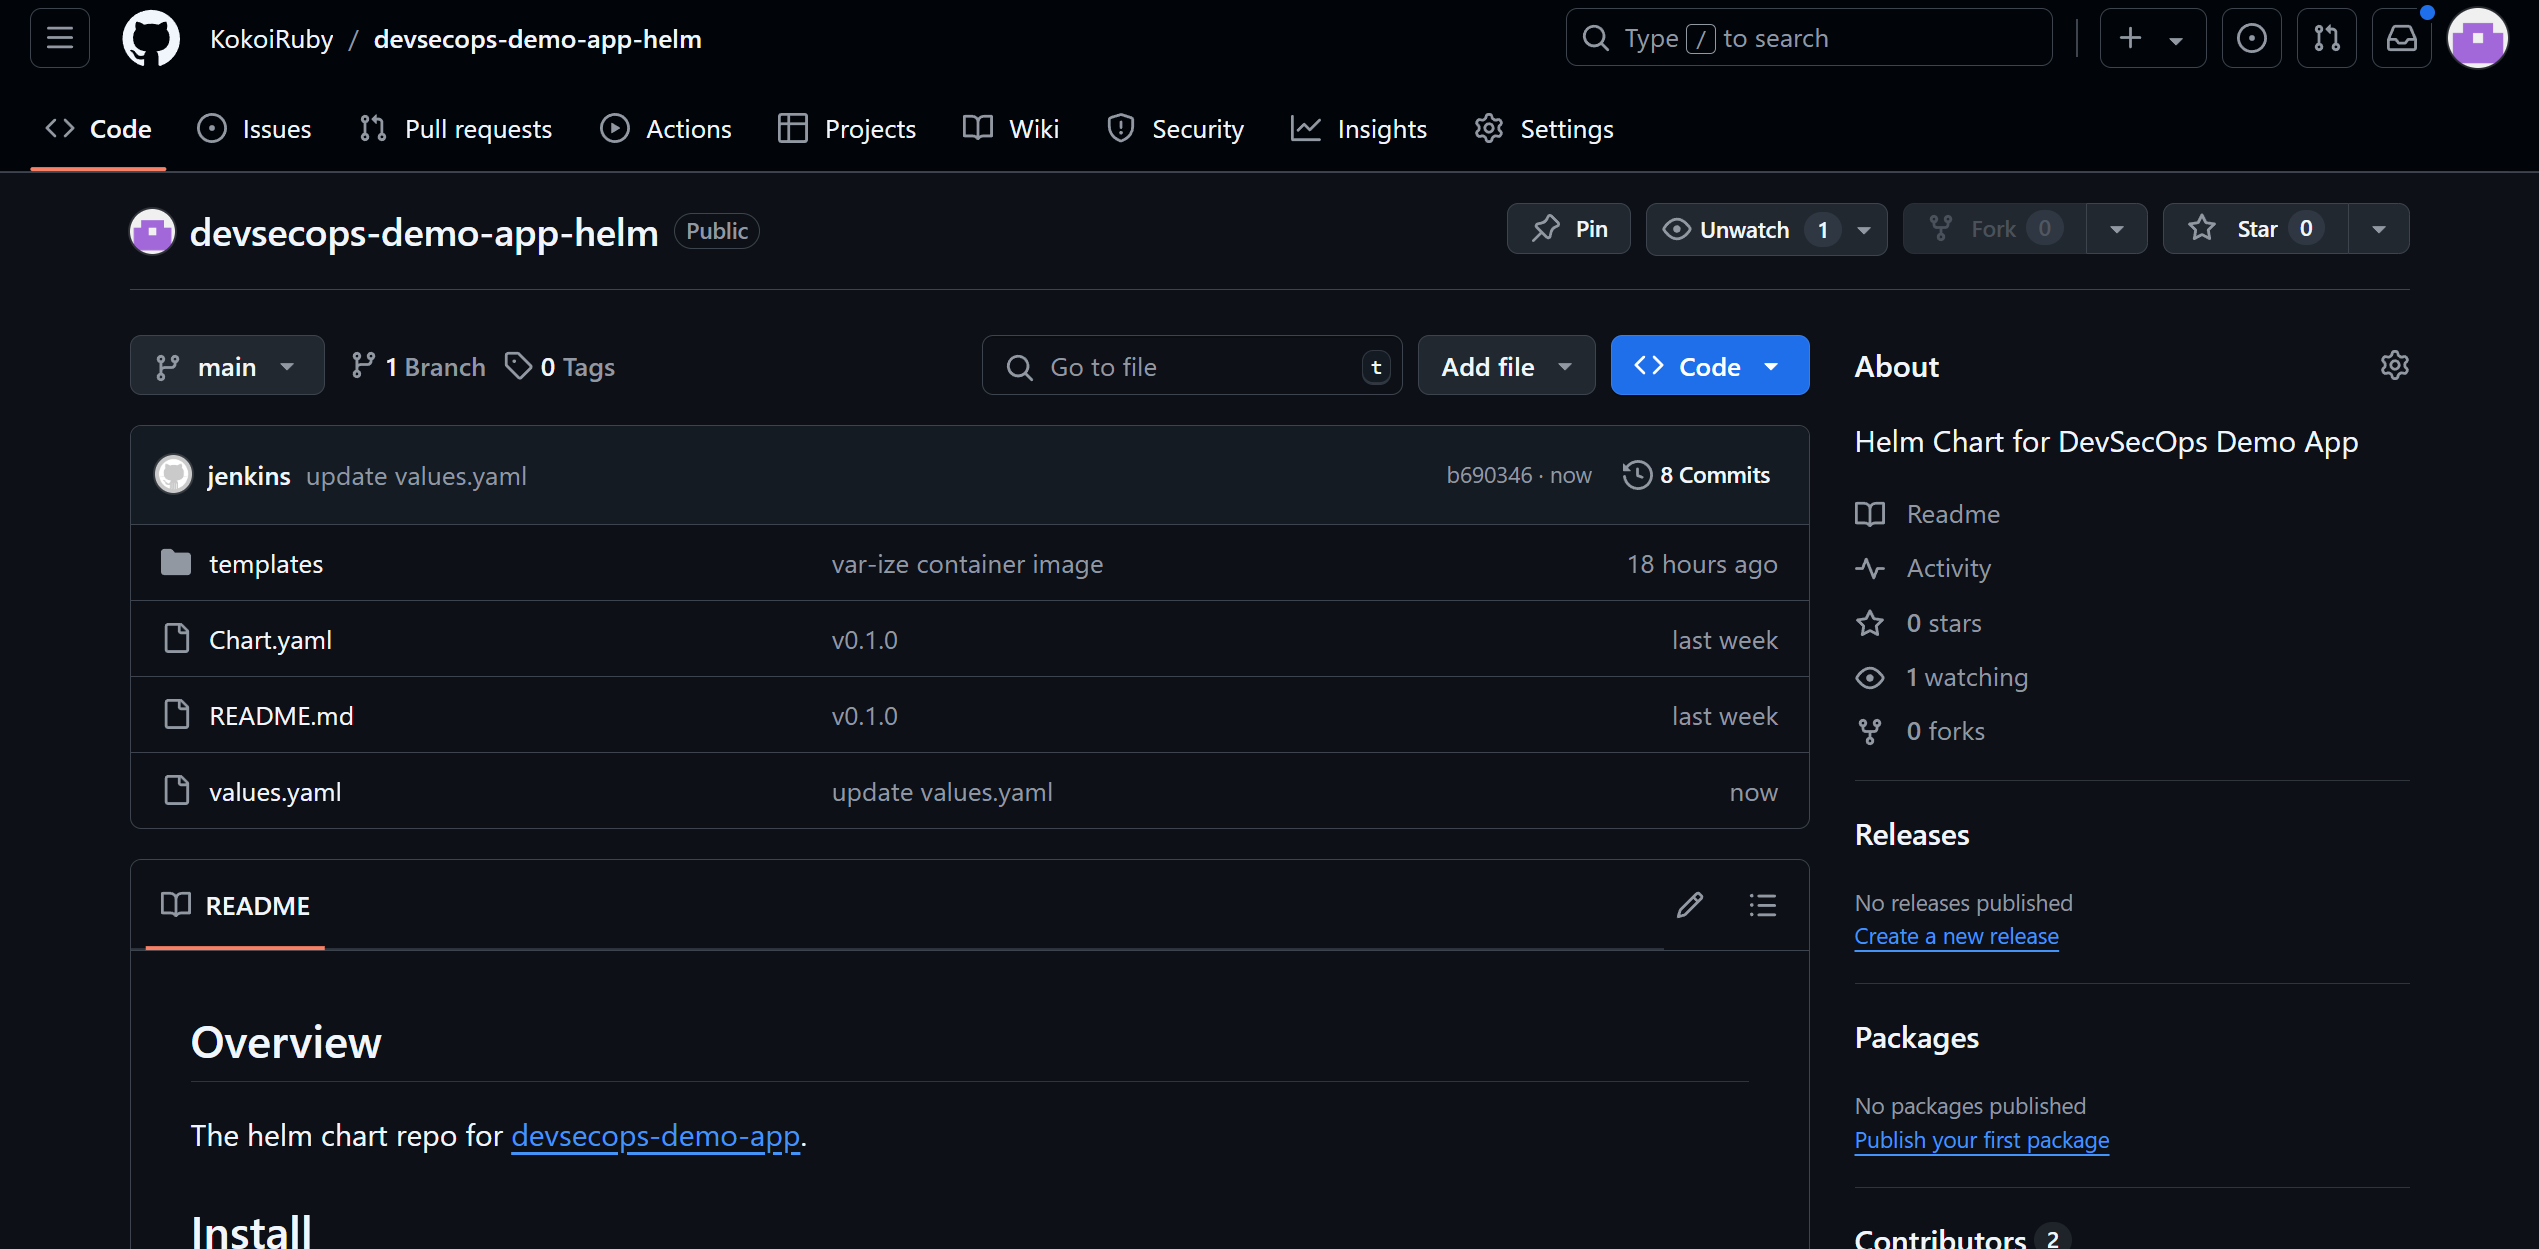 KokoiRuby / devsecops-demo-app-helm
Type / to search
Code Issues Pull requests Actions Projects Wiki Security Insights Settings
devsecops-demo-app-helm Public
Pin Unwatch 1 Fork 0 Star 0
main 1 Branch 0 Tags
Go to file t Add file Code
jenkins update values.yaml b690346 · now 8 Commits
templates var-ize container image 18 hours ago
Chart.yaml v0.1.0 last week
README.md v0.1.0 last week
values.yaml update values.yaml now
README
Overview
The helm chart repo for devsecops-demo-app.
Install
About
Helm Chart for DevSecOps Demo App
Readme
Activity
0 stars
1 watching
0 forks
Releases
No releases published
Create a new release
Packages
No packages published
Publish your first package
Contributors 2